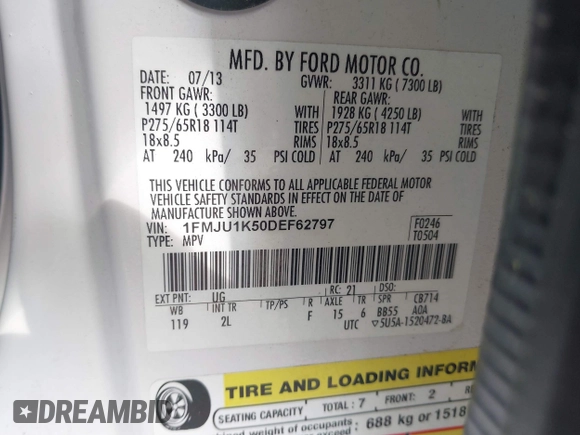 MFD. BY FORD MOTOR CO.
DATE: 07/13 GVWR: 3311 KG ( 7300 LB)
FRONT GAWR: REAR GAWR:
1497 KG ( 3300 LB) 1928 KG ( 4250 LB)
P275/65R18 114T TIRES P275/65R18 114T TIRES
18x8.5 RIMS 18x8.5 RIMS
AT 240 kPa/ 35 PSI COLD AT 240 kPa/ 35 PSI COLD
THIS VEHICLE CONFORMS TO ALL APPLICABLE FEDERAL MOTOR
VEHICLE SAFETY STANDARDS IN EFFECT ON THE DATE OF
MANUFACTURE SHOWN ABOVE.
VIN: 1FMJU1K50DEF62797 F0246
TYPE: MPV T0504
EXT PNT: UG RC: 21 DSO:
WB INT TR TP/PS R AXLE TR SPR CB714
119 2L F 15 6 BB55 AOA
UTC 5U5A-1520472-BA
TIRE AND LOADING INFORM
SEATING CAPACITY TOTAL: 7 FRONT: 2
weight of occupants 688 kg or 1518
DREAMBID